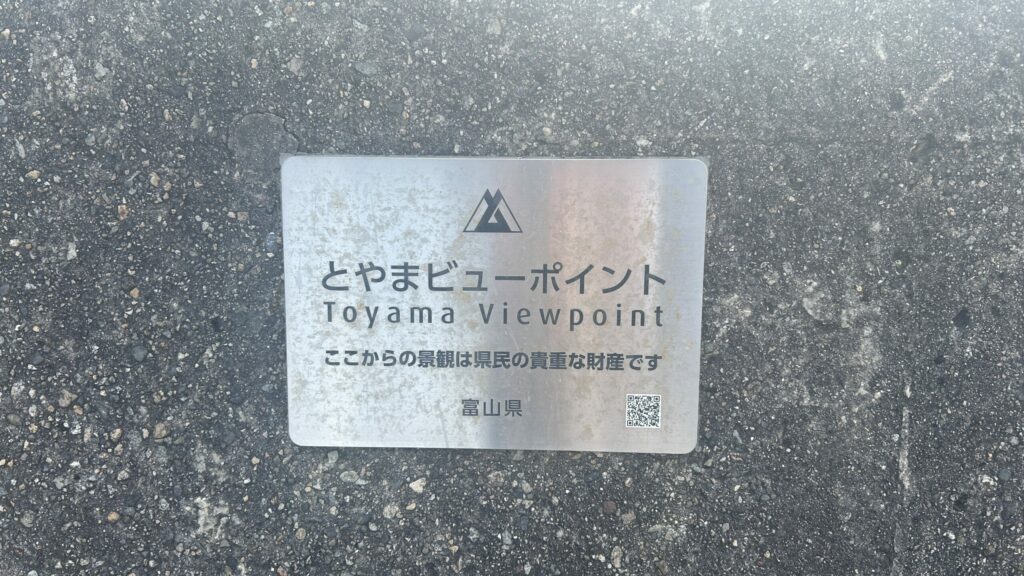 とやまビューポイント
Toyama Viewpoint
ここからの景観は県民の貴重な財産です
富山県